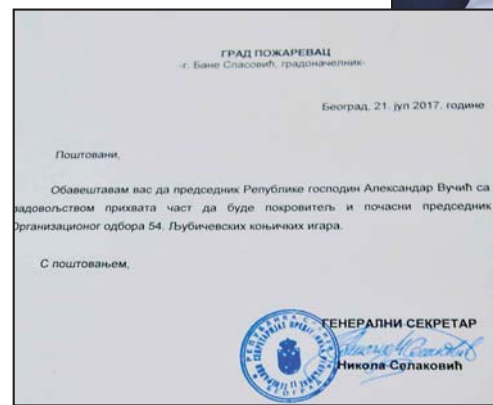 ГРАД ПОЖАРЕВАЦ
-г. Бане Спасовић, градоначелник-
Београд, 21. јул 2017. године
Поштовани,
Обавештавам вас да председник Републике господин Александар Вучић са
задовољством прихвата част да буде покровитељ и почасни председник
Организационог одбора 54. Љубичевских коњичких игара.
С поштовањем,
ГЕНЕРАЛНИ СЕКРЕТАР
Никола Селаковић